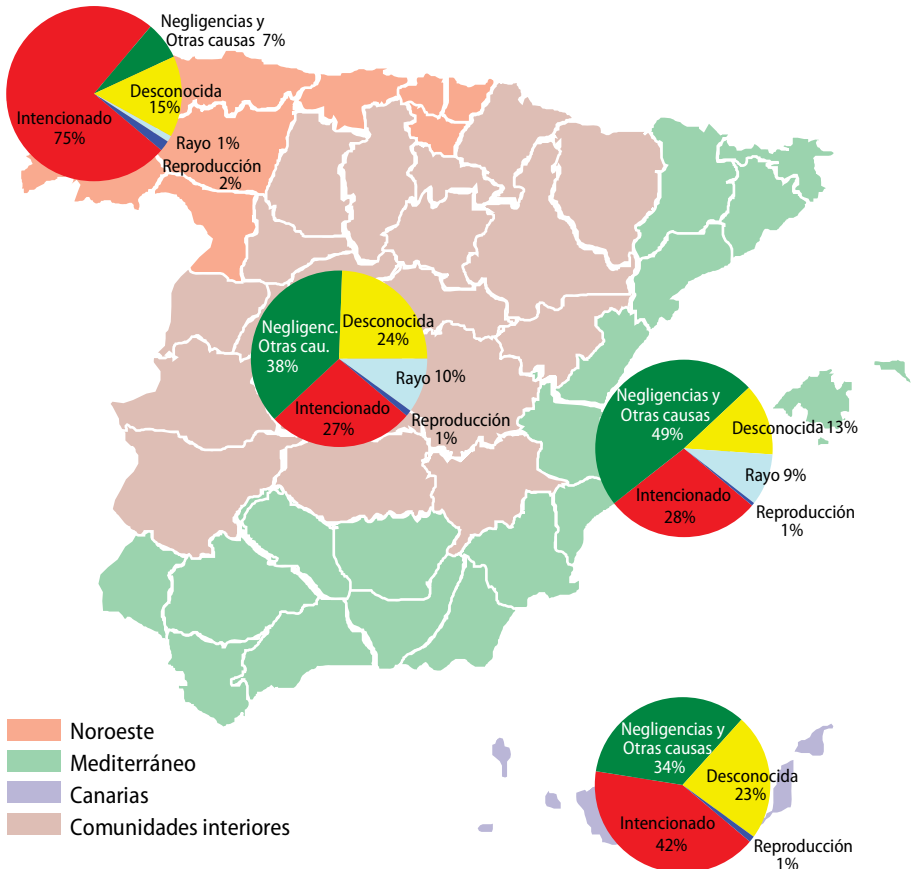 Negligencias y
Otras causas 7%
Desconocida
15%
Intencionado
75%
Rayo 1%
Reproducción
2%
Negligenc.
Otras cau.
38%
Desconocida
24%
Rayo 10%
Intencionado
27%
Reproducción
1%
Negligencias y
Otras causas
49%
Desconocida 13%
Rayo 9%
Intencionado
28%
Reproducción
1%
Noroeste
Mediterráneo
Canarias
Comunidades interiores
Negligencias y
Otras causas
34%
Desconocida
23%
Intencionado
42%
Reproducción
1%